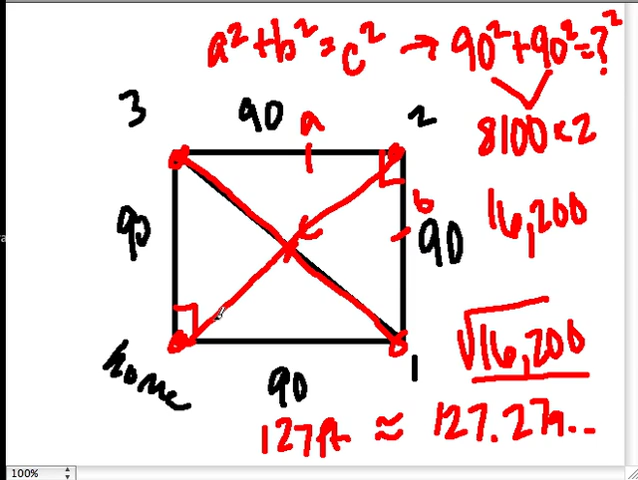 a² + b² = c² → 90² + 90² = ?²
8100 × 2
3 90 a 2
b
90 90 16,200
c
home 90 1 √16,200
127ft ≈ 127.279...
100%